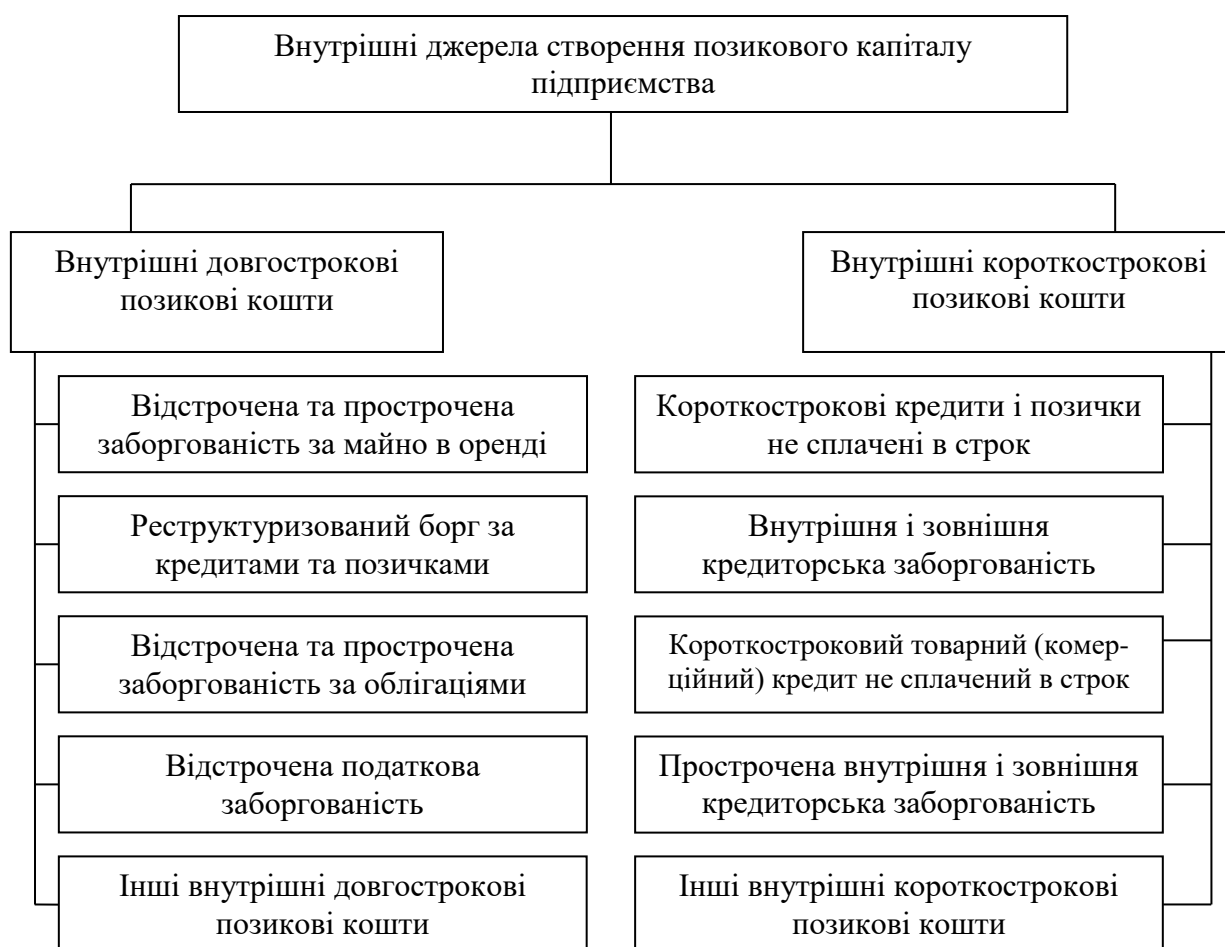 Внутрішні джерела створення позикового капіталу
підприємства
Внутрішні довгострокові
позикові кошти
Внутрішні короткострокові
позикові кошти
Відстрочена та прострочена
заборгованість за майно в оренді
Реструктуризований борг за
кредитами та позичками
Відстрочена та прострочена
заборгованість за облігаціями
Відстрочена податкова
заборгованість
Інші внутрішні довгострокові
позикові кошти
Короткострокові кредити і позички
не сплачені в строк
Внутрішня і зовнішня
кредиторська заборгованість
Короткостроковий товарний (комер-
ційний) кредит не сплачений в строк
Прострочена внутрішня і зовнішня
кредиторська заборгованість
Інші внутрішні короткострокові
позикові кошти